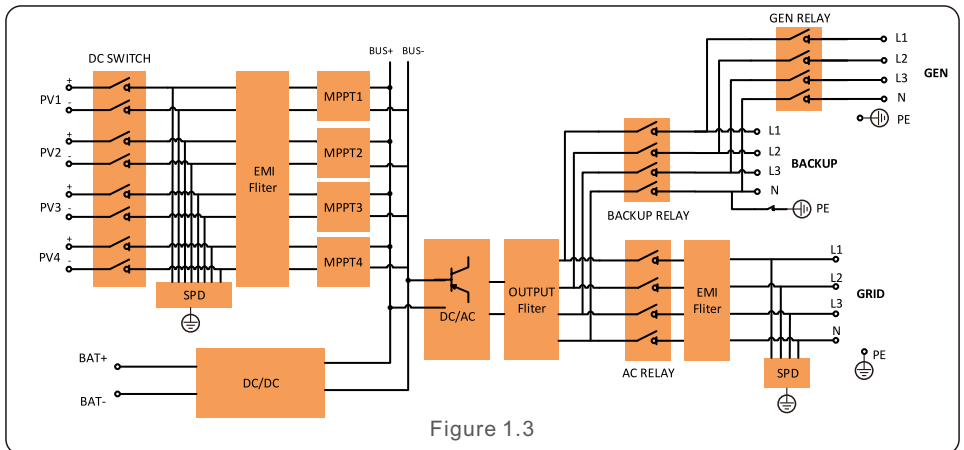 GEN RELAY
BUS+ BUS-
DC SWITCH
L1
L2
L3
N
GEN
PE
+
PV1
-
+
PV2
-
+
PV3
-
+
PV4
-
EMI
Fliter
MPPT1
MPPT2
MPPT3
MPPT4
SPD
L1
L2
L3
N
BACKUP
PE
BACKUP RELAY
DC/AC
OUTPUT
Fliter
EMI
Fliter
AC RELAY
L1
L2
L3
N
GRID
PE
SPD
BAT+
BAT-
DC/DC
Figure 1.3